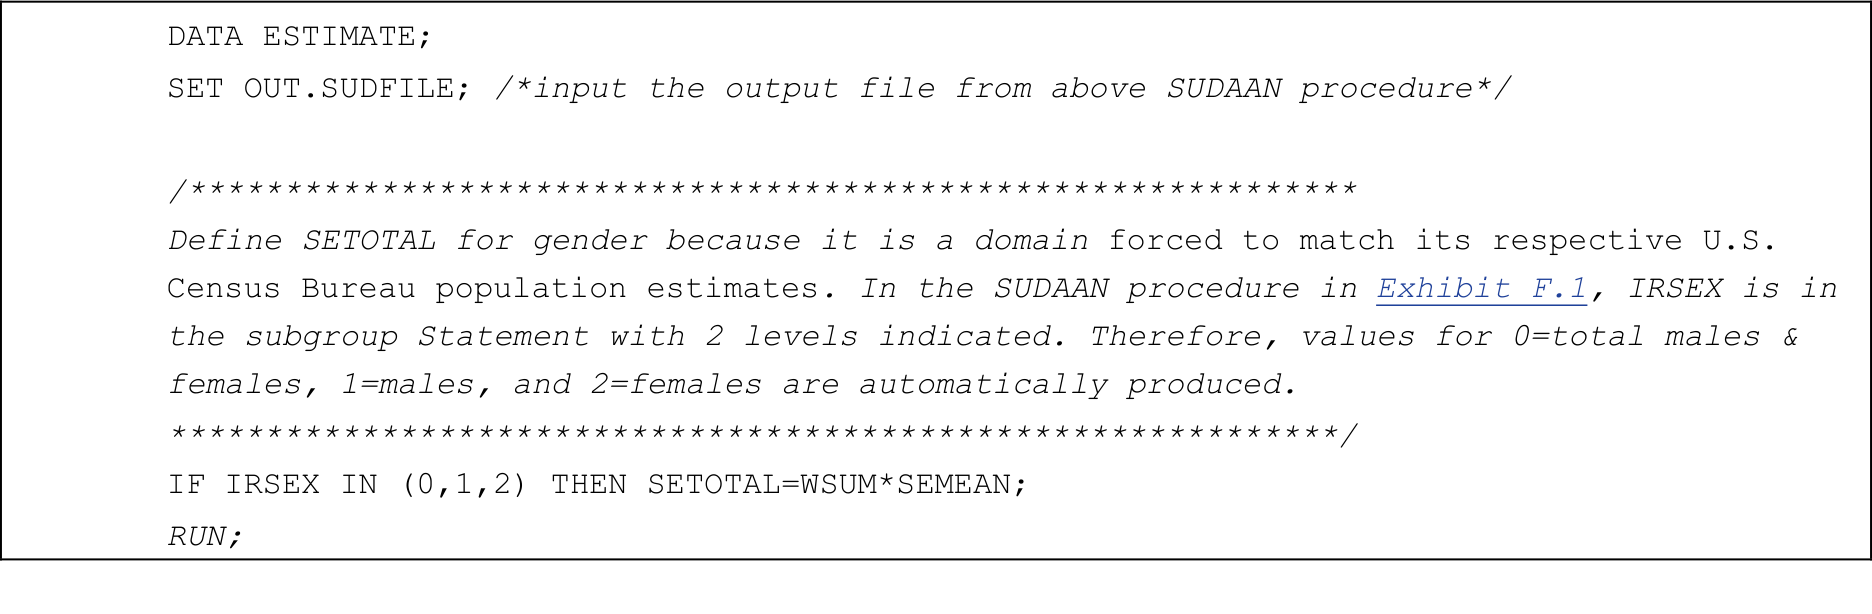 DATA ESTIMATE;
SET OUT.SUDFILE; /*input the output file from above SUDAAN procedure*/
/*************************************************************
Define SETOTAL for gender because it is a domain forced to match its respective U.S.
Census Bureau population estimates. In the SUDAAN procedure in Exhibit F.1, IRSEX is in
the subgroup Statement with 2 levels indicated. Therefore, values for 0=total males &
females, 1=males, and 2=females are automatically produced.
*************************************************************/
IF IRSEX IN (0,1,2) THEN SETOTAL=WSUM*SEMEAN;
RUN;